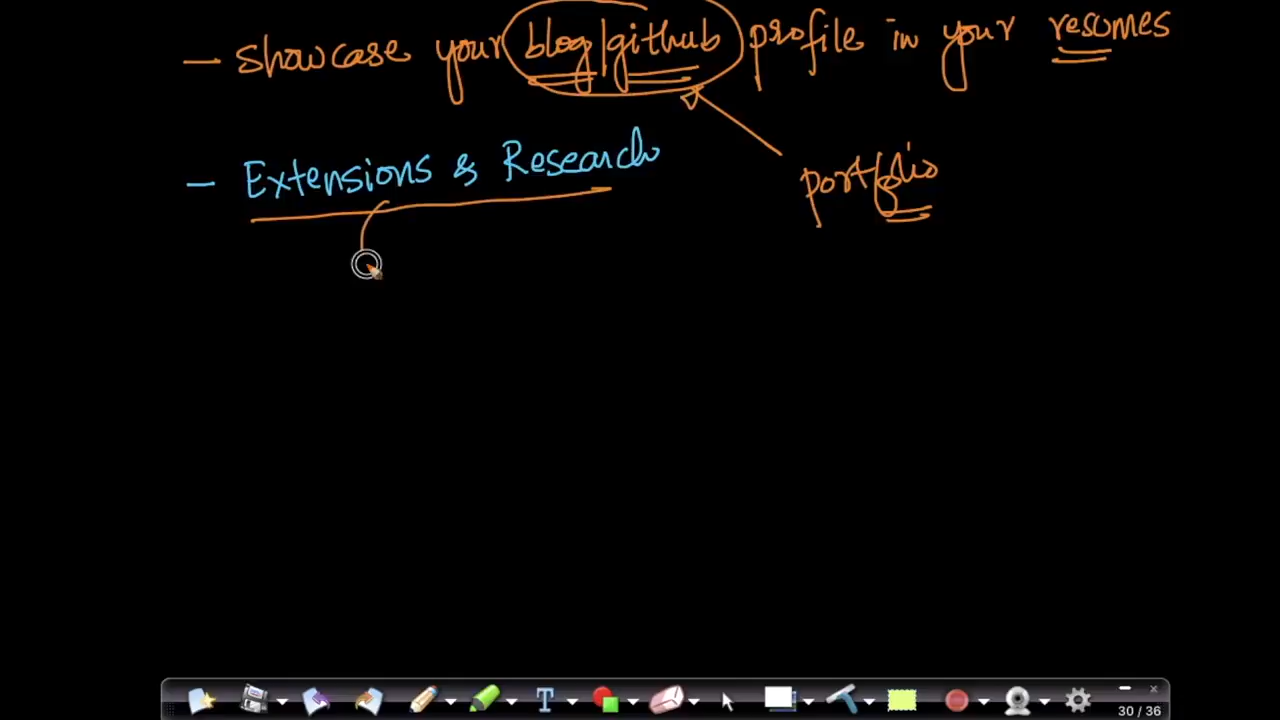 – Showcase your blog/github profile in your resumes
– Extensions & Research
portfolio
T
30 / 36